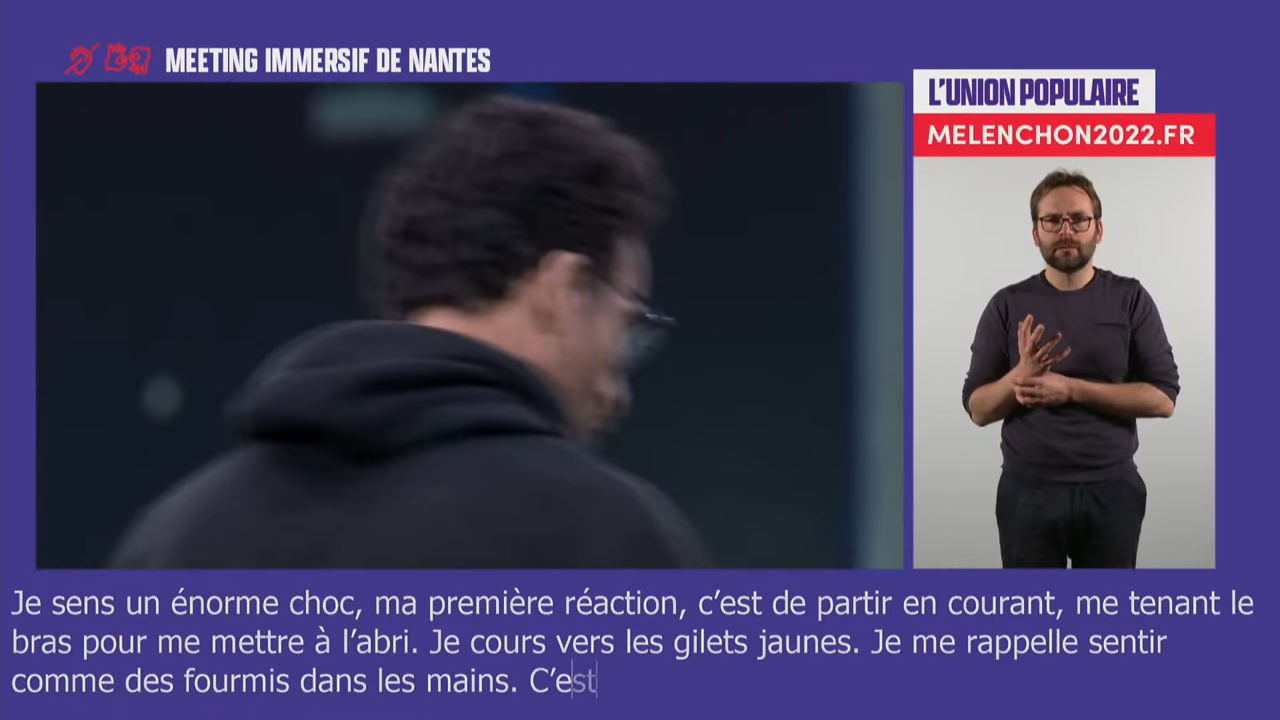 MEETING IMMERSIF DE NANTES
L'UNION POPULAIRE
MELENCHON2022.FR
Je sens un énorme choc, ma première réaction, c’est de partir en courant, me tenant le
bras pour me mettre à l’abri. Je cours vers les gilets jaunes. Je me rappelle sentir
comme des fourmis dans les mains. C’est